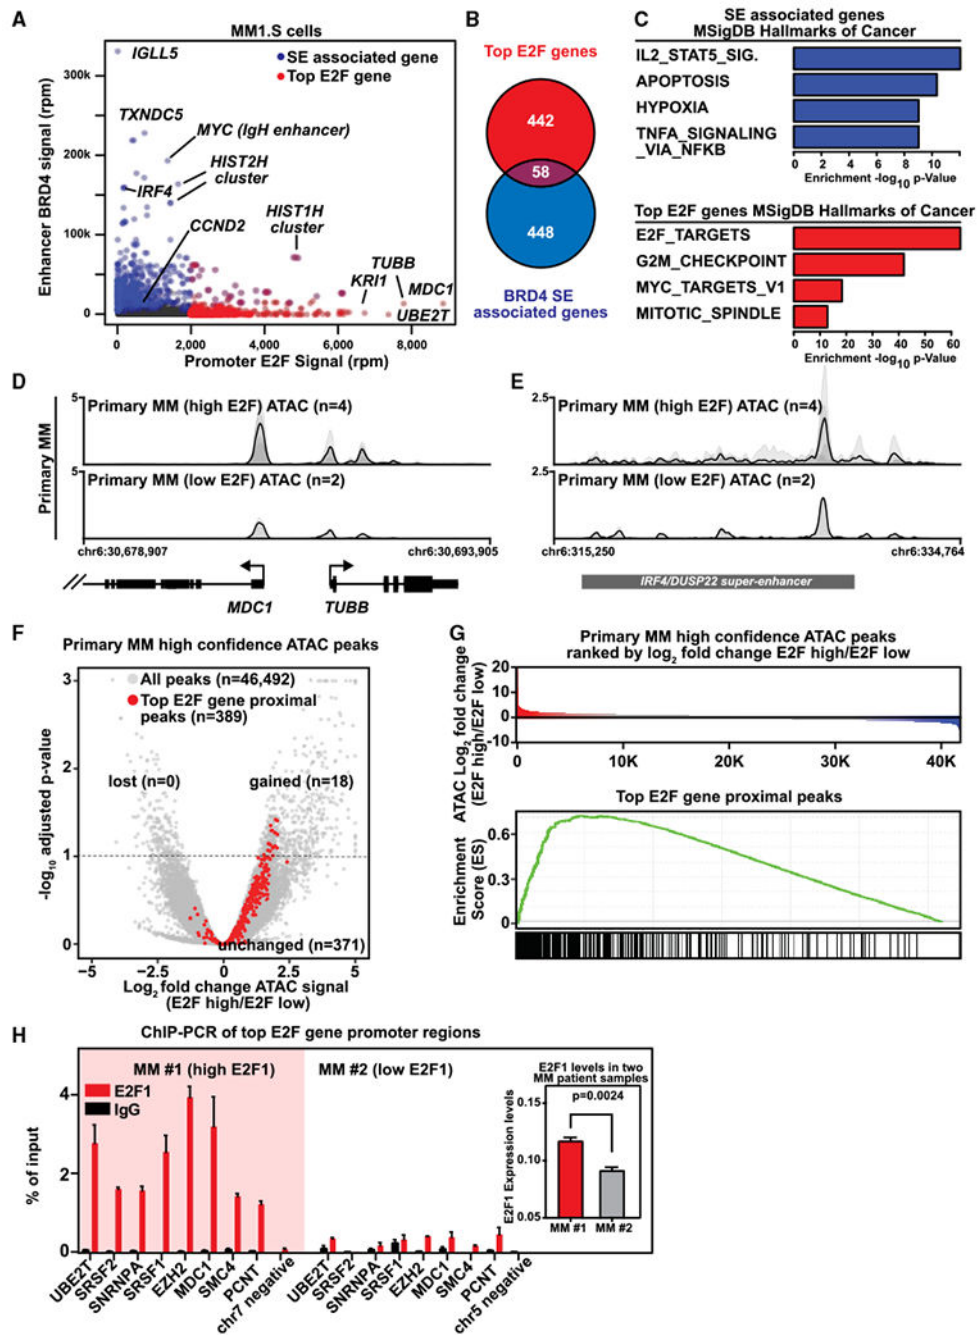 A
MM1.S cells
IGLL5
SE associated gene
Top E2F gene
TXNDC5
MYC (IgH enhancer)
HIST2H
cluster
IRF4
CCND2
HIST1H
cluster
TUBB
KRI1
MDC1
UBE2T
Enhancer BRD4 signal (rpm)
300k
200k
100k
0
0
2,000
4,000
6,000
8,000
Promoter E2F Signal (rpm)
B
Top E2F genes
442
58
448
BRD4 SE
associated genes
C
SE associated genes
MSigDB Hallmarks of Cancer
IL2_STAT5_SIG.
APOPTOSIS
HYPOXIA
TNFA_SIGNALING
_VIA_NFKB
0 2 4 6 8 10 12
Enrichment -log10 p-Value
Top E2F genes MSigDB Hallmarks of Cancer
E2F_TARGETS
G2M_CHECKPOINT
MYC_TARGETS_V1
MITOTIC_SPINDLE
0 10 20 30 40 50 60
Enrichment -log10 p-Value
D
Primary MM
5
Primary MM (high E2F) ATAC (n=4)
5
Primary MM (low E2F) ATAC (n=2)
chr6:30,678,907
chr6:30,693,905
MDC1
TUBB
E
2.5
Primary MM (high E2F) ATAC (n=4)
2.5
Primary MM (low E2F) ATAC (n=2)
chr6:315,250
chr6:334,764
IRF4/DUSP22 super-enhancer
F
Primary MM high confidence ATAC peaks
All peaks (n=46,492)
Top E2F gene proximal
peaks (n=389)
lost (n=0)
gained (n=18)
unchanged (n=371)
-log10 adjusted p-value
3
2
1
0
−5
−2.5
0
2.5
5
Log2 fold change ATAC signal
(E2F high/E2F low)
G
Primary MM high confidence ATAC peaks
ranked by log2 fold change E2F high/E2F low
ATAC Log2 fold change
(E2F high/E2F low)
20
10
0
-10
0
10K
20K
30K
40K
Top E2F gene proximal peaks
Enrichment
Score (ES)
0.6
0.3
0
H
ChIP-PCR of top E2F gene promoter regions
MM #1 (high E2F1)
MM #2 (low E2F1)
E2F1
IgG
% of input
4
2
0
UBE2T
SRSF2
SNRNPA
SRSF1
EZH2
MDC1
SMC4
PCNT
chr7 negative
UBE2T
SRSF2
SNRNPA
SRSF1
EZH2
MDC1
SMC4
PCNT
chr5 negative
E2F1 levels in two
MM patient samples
p=0.0024
E2F1 Expression levels
0.15
0.10
0.05
MM #1 MM #2